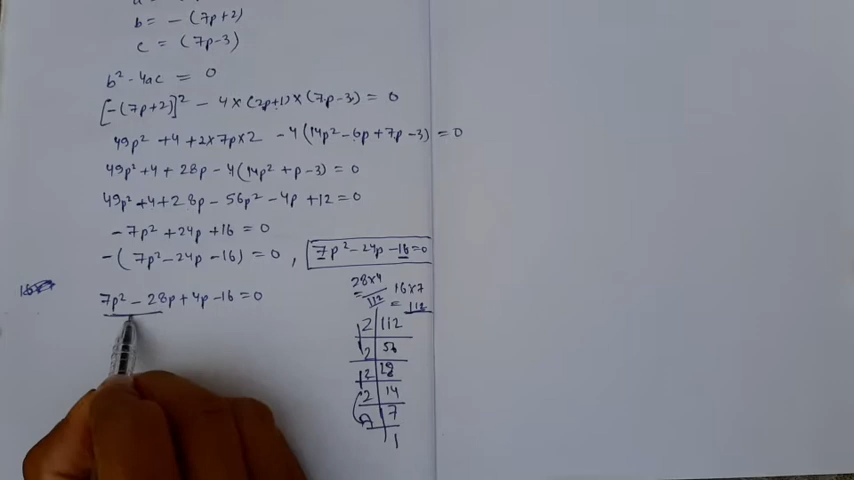 b = - (7p+2)
c = (7p-3)
b² - 4ac = 0
[-(7p+2)]² - 4 × (2p+1) × (7p-3) = 0
49p² + 4 + 2×7p×2 - 4(14p² - 6p + 7p - 3) = 0
49p² + 4 + 28p - 4(14p² + p - 3) = 0
49p² + 4 + 28p - 56p² - 4p + 12 = 0
-7p² + 24p + 16 = 0
-(7p² - 24p - 16) = 0, 7p² - 24p - 16 = 0
7p² - 28p + 4p - 16 = 0
28×4
= 112
16×7
= 112
2 112
2 56
2 28
2 14
7
1